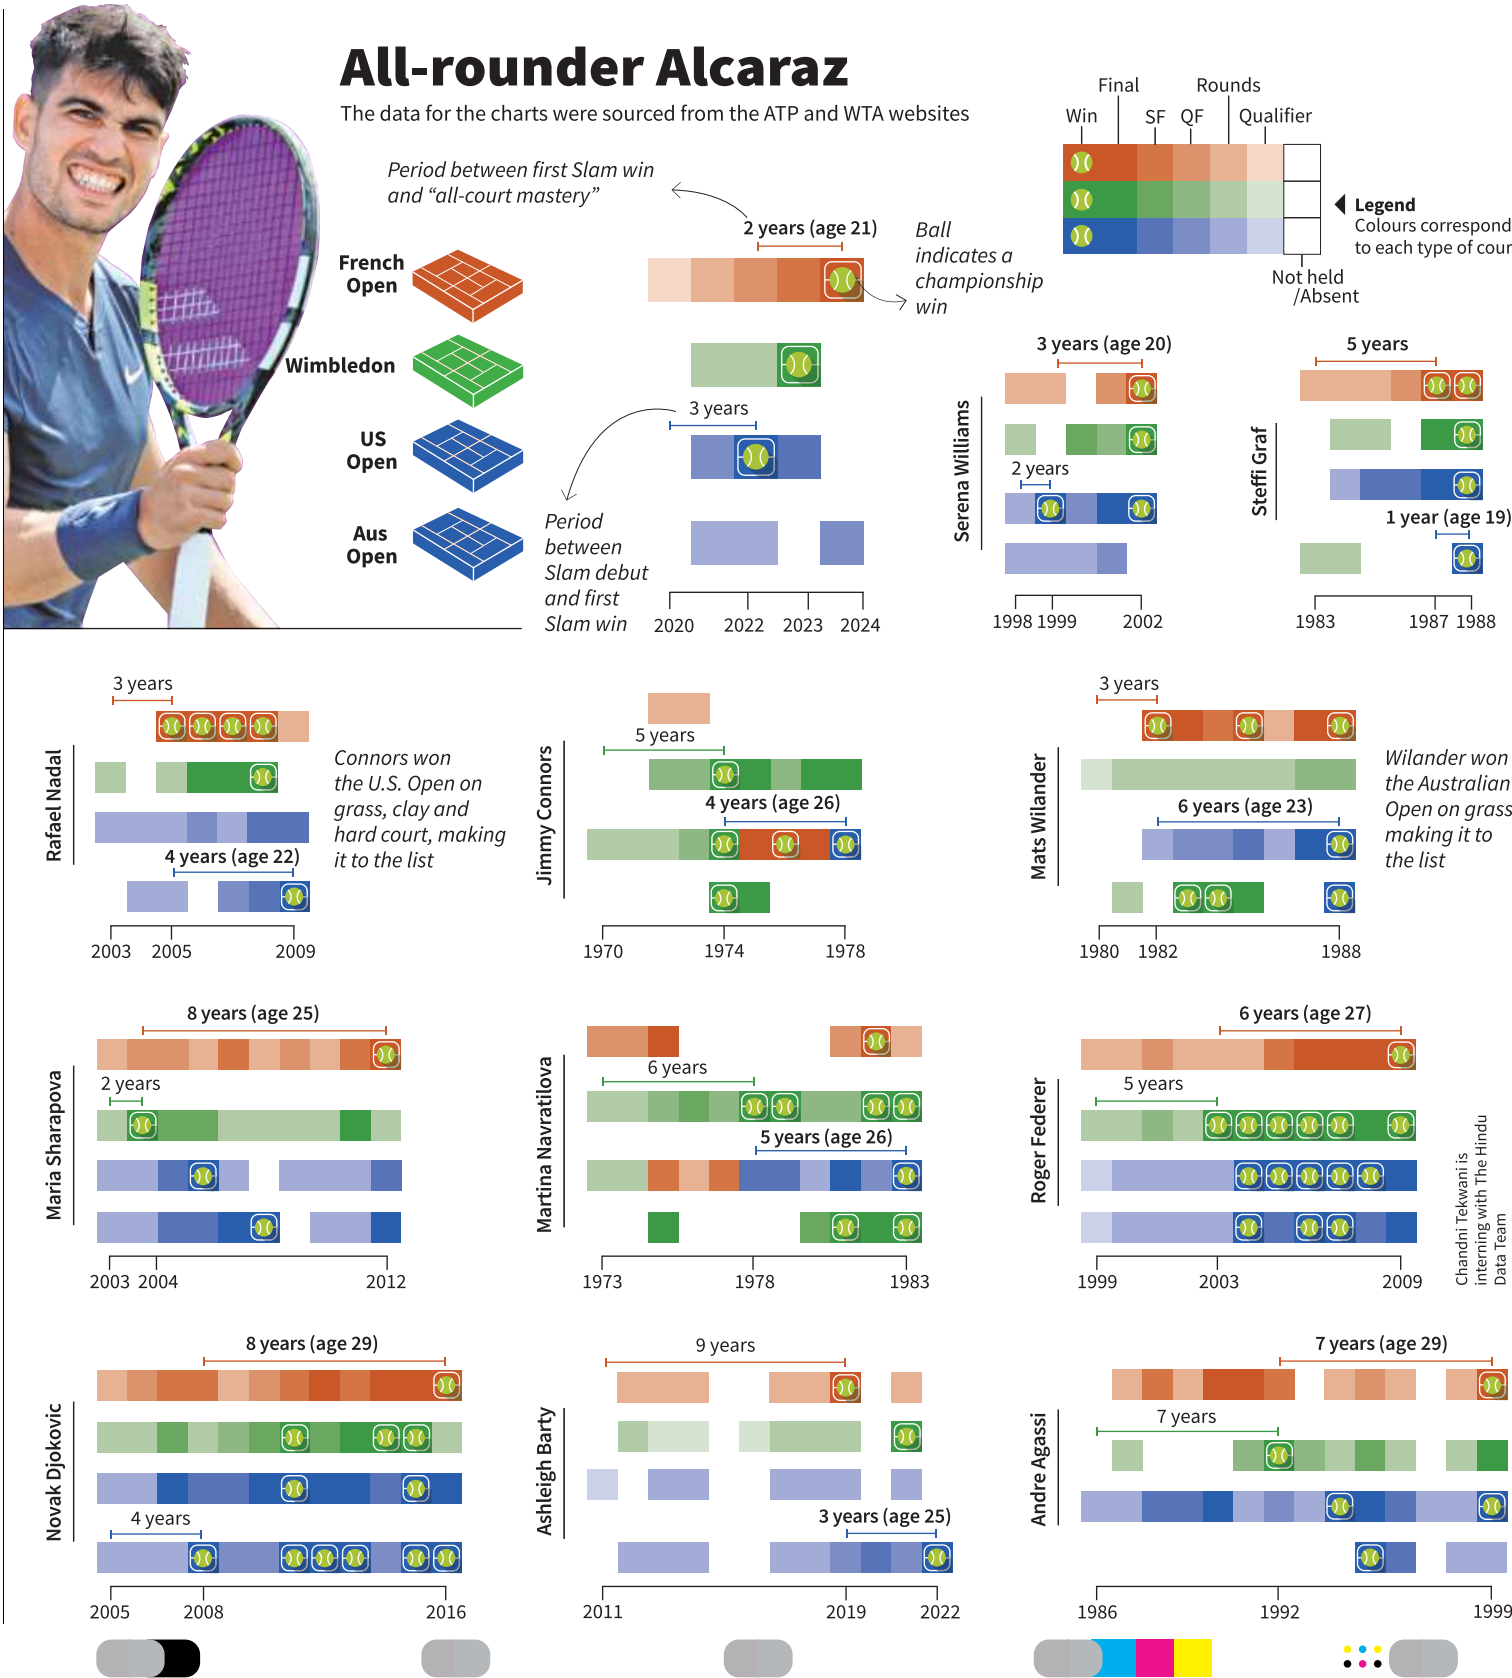 All-rounder Alcaraz
The data for the charts were sourced from the ATP and WTA websites
Final
Rounds
Win
SF
QF
Qualifier
Legend
Colours correspond
to each type of cour
Not held
/Absent
Period between first Slam win
and “all-court mastery”
2 years (age 21)
Ball
indicates a
championship
win
French
Open
Wimbledon
US
Open
Aus
Open
3 years
Period
between
Slam debut
and first
Slam win
2020
2022
2023
2024
Serena Williams
3 years (age 20)
2 years
1998
1999
2002
Steffi Graf
5 years
1 year (age 19)
1983
1987
1988
Rafael Nadal
3 years
4 years (age 22)
2003
2005
2009
Connors won
the U.S. Open on
grass, clay and
hard court, making
it to the list
Jimmy Connors
5 years
4 years (age 26)
1970
1974
1978
Mats Wilander
3 years
6 years (age 23)
1980
1982
1988
Wilander won
the Australian
Open on grass
making it to
the list
Maria Sharapova
8 years (age 25)
2 years
2003
2004
2012
Martina Navratilova
6 years
5 years (age 26)
1973
1978
1983
Roger Federer
6 years (age 27)
5 years
1999
2003
2009
Chandni Tekwani is
interning with The Hindu
Data Team
Novak Djokovic
8 years (age 29)
4 years
2005
2008
2016
Ashleigh Barty
9 years
3 years (age 25)
2011
2019
2022
Andre Agassi
7 years (age 29)
7 years
1986
1992
1999